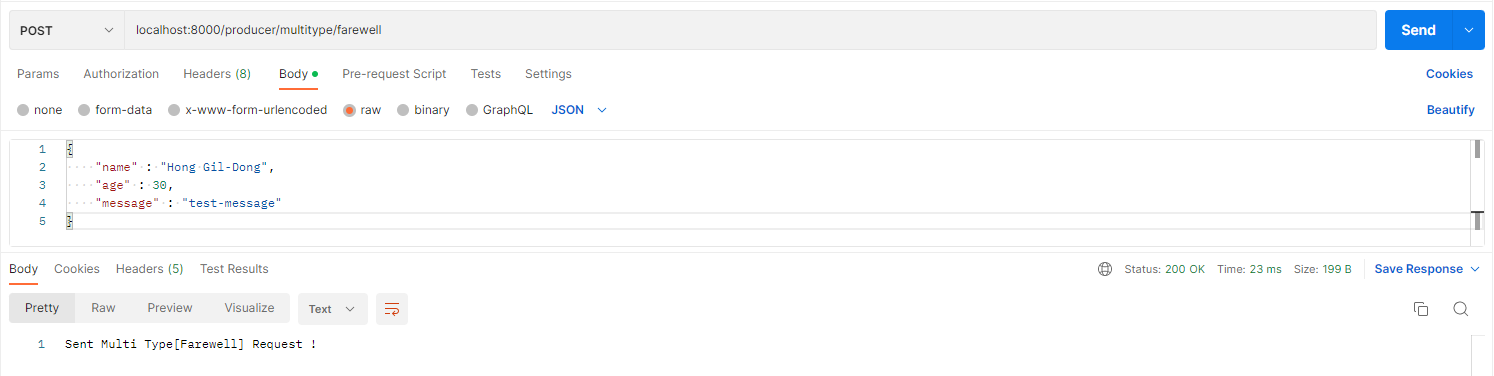 POST localhost:8000/producer/multitype/farewell Send
Params Authorization Headers (8) Body Pre-request Script Tests Settings Cookies
none form-data x-www-form-urlencoded raw binary GraphQL JSON Beautify
1 {
2 "name" : "Hong Gil-Dong",
3 "age" : 30,
4 "message" : "test-message"
5 }
Body Cookies Headers (5) Test Results Status: 200 OK Time: 23 ms Size: 199 B Save Response
Pretty Raw Preview Visualize Text
1 Sent Multi Type[Farewell] Request !